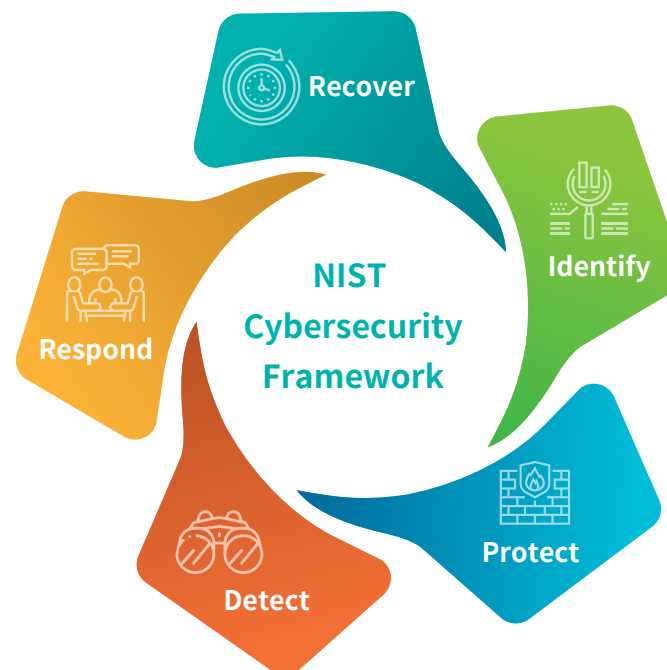 Recover
Identify
NIST
Cybersecurity
Framework
Respond
Protect
Detect